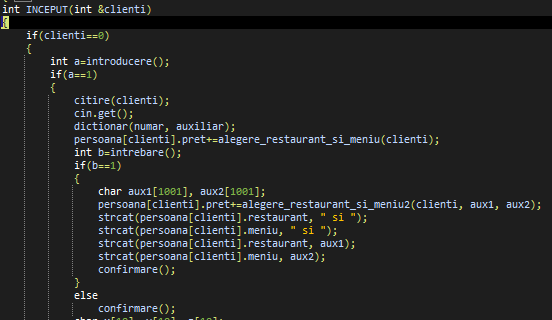 int INCEPUT(int &clienti)
{
if(clienti==0)
{
int a=introducere();
if(a==1)
{
citire(clienti);
cin.get();
dictionar(numar, auxiliar);
persoana[clienti].pret+=alegere_restaurant_si_meniu(clienti);
int b=intrebare();
if(b==1)
{
char aux1[1001], aux2[1001];
persoana[clienti].pret+=alegere_restaurant_si_meniu2(clienti, aux1, aux2);
strcat(persoana[clienti].restaurant, " si ");
strcat(persoana[clienti].meniu, " si ");
strcat(persoana[clienti].restaurant, aux1);
strcat(persoana[clienti].meniu, aux2);
confirmare();
}
else
confirmare();